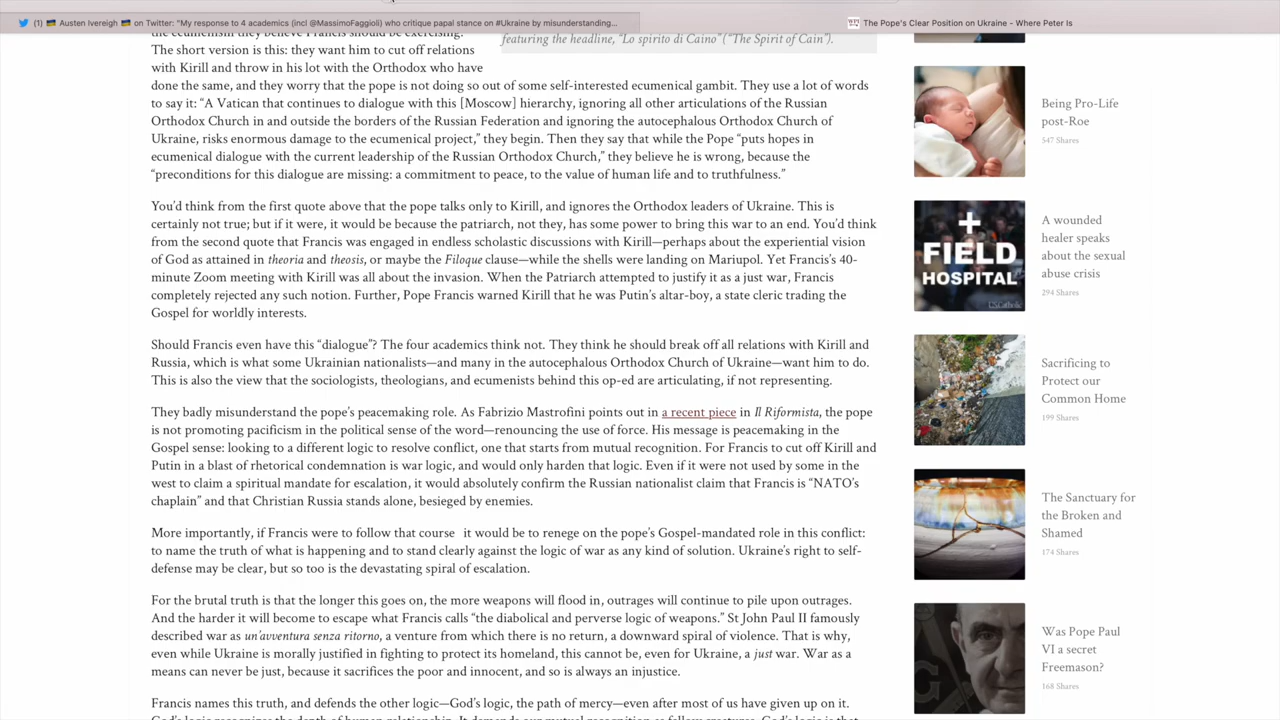 (1) 🇺🇦 Austen Ivereigh 🇺🇦 on Twitter: "My response to 4 academics (incl @MassimoFaggioli) who critique papal stance on #Ukraine by misunderstanding...
The Pope's Clear Position on Ukraine - Where Peter Is
featuring the headline, "Lo spirito di Caino" ("The Spirit of Cain").
The short version is this: they want him to cut off relations
with Kirill and throw in his lot with the Orthodox who have
done the same, and they worry that the pope is not doing so out of some self-interested ecumenical gambit. They use a lot of words
to say it: "A Vatican that continues to dialogue with this [Moscow] hierarchy, ignoring all other articulations of the Russian
Orthodox Church in and outside the borders of the Russian Federation and ignoring the autocephalous Orthodox Church of
Ukraine, risks enormous damage to the ecumenical project," they begin. Then they say that while the Pope "puts hopes in
ecumenical dialogue with the current leadership of the Russian Orthodox Church," they believe he is wrong, because the
"preconditions for this dialogue are missing: a commitment to peace, to the value of human life and to truthfulness."
You'd think from the first quote above that the pope talks only to Kirill, and ignores the Orthodox leaders of Ukraine. This is
certainly not true; but if it were, it would be because the patriarch, not they, has some power to bring this war to an end. You'd think
from the second quote that Francis was engaged in endless scholastic discussions with Kirill—perhaps about the experiential vision
of God as attained in theoria and theosis, or maybe the Filoque clause—while the shells were landing on Mariupol. Yet Francis's 40-
minute Zoom call with Kirill was all about the invasion. When the Patriarch attempted to justify it as a just war, Francis
completely rejected any such notion. Further, Pope Francis warned Kirill that he was Putin's altar-boy, a state cleric trading the
Gospel for worldly interests.
Should Francis even have this "dialogue"? The four academics think not. They think he should break off all relations with Kirill and
Russia, which is what some Ukrainian nationalists—and many in the autocephalous Orthodox Church of Ukraine—want him to do.
This is also the view that the sociologists, theologians, and ecumenists behind this op-ed are articulating, if not representing.
They badly misunderstand the pope's peacemaking role. As Fabrizio Mastrofini points out in a recent piece in Il Riformista, the pope
is not promoting pacificism in the political sense of the word—renouncing the use of force. His message is peacemaking in the
Gospel sense: looking to a different logic to resolve conflict, one that starts from mutual recognition. For Francis to cut off Kirill and
Putin in a blast of rhetorical condemnation is war logic, and would only harden that logic. Even if it were not used by some in the
west to claim a spiritual mandate for escalation, it would absolutely confirm the Russian nationalist claim that Francis is "NATO's
chaplain" and that Christian Russia stands alone, besieged by enemies.
More importantly, if Francis were to follow that course it would be to renege on the pope's Gospel-mandated role in this conflict:
to name the truth of what is happening and to stand clearly against the logic of war as any kind of solution. Ukraine's right to self-
defense may be clear, but so too is the devastating spiral of escalation.
For the brutal truth is that the longer this goes on, the more weapons will flood in, outrages will continue to pile upon outrages.
And the harder it will become to escape what Francis calls "the diabolical and perverse logic of weapons." St John Paul II famously
described war as un'avventura senza ritorno, a venture from which there is no return, a downward spiral of violence. That is why,
even while Ukraine is morally justified in fighting to protect its homeland, this cannot be, even for Ukraine, a just war. War as a
means can never be just, because it sacrifices the poor and innocent, and so is always an injustice.
Francis names the truth that there is another logic—God's logic, the logic of mercy—even after most have given up on it.
Being Pro-Life
post-Roe
547 Shares
+
FIELD
HOSPITAL
U.S.Catholic
A wounded
healer speaks
about the sexual
abuse crisis
294 Shares
Sacrificing to
Protect our
Common Home
199 Shares
The Sanctuary for
the Broken and
Shamed
174 Shares
Was Pope Paul
VI a secret
Freemason?
168 Shares